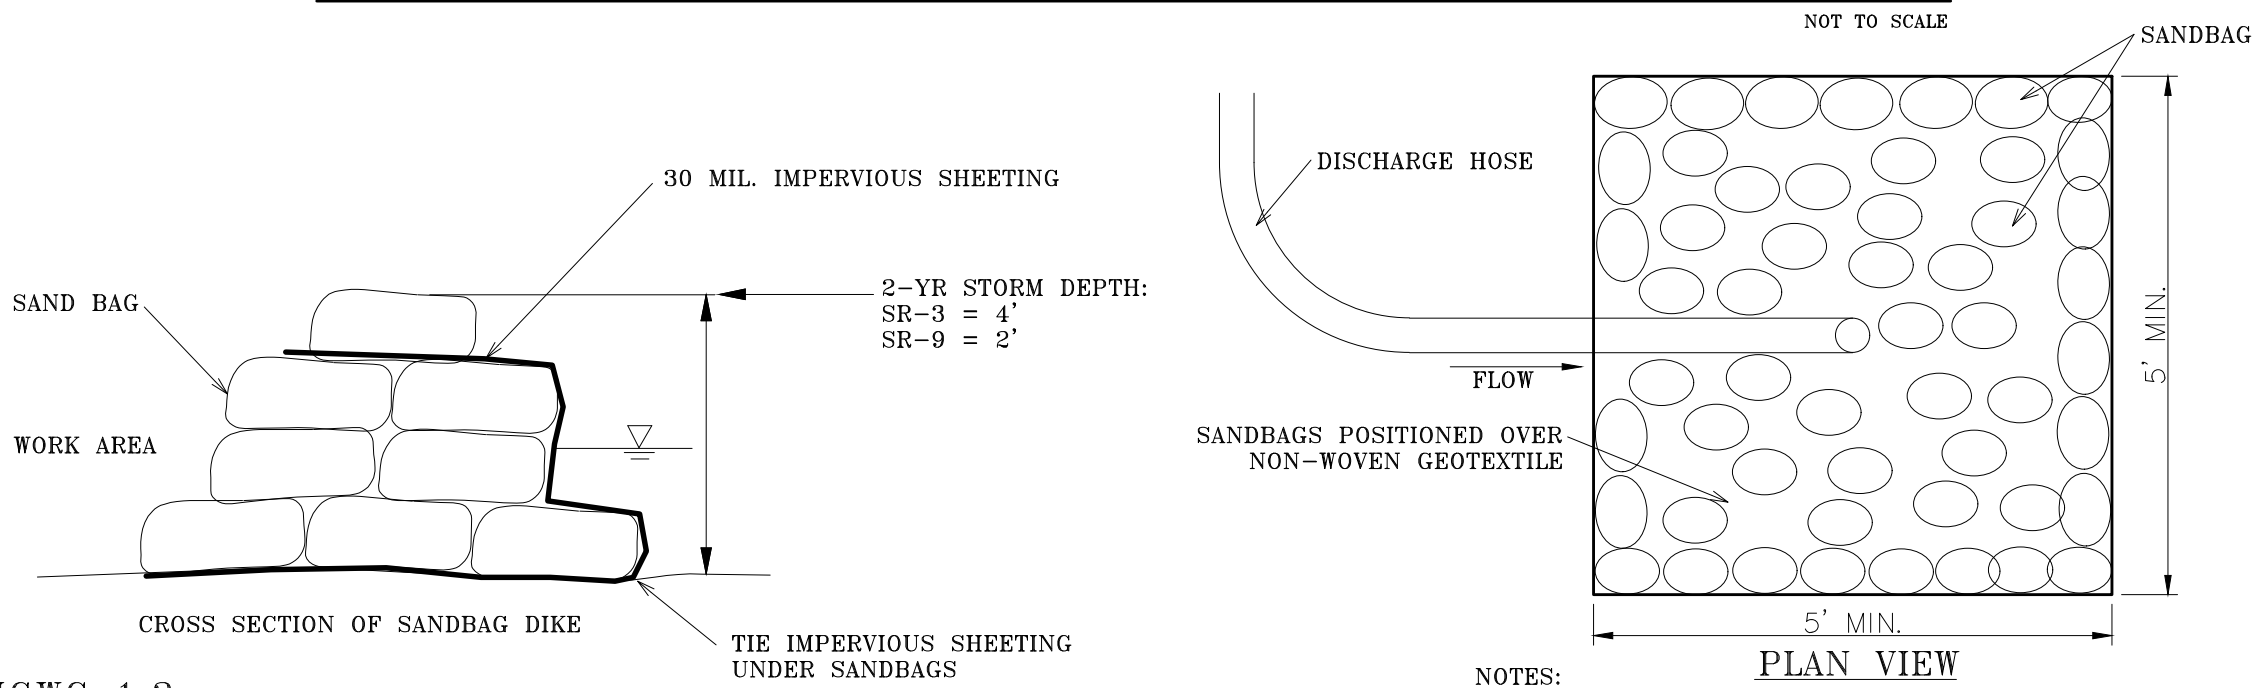 NOT TO SCALE
SANDBAG
DISCHARGE HOSE
30 MIL. IMPERVIOUS SHEETING
2-YR STORM DEPTH:
SR-3 = 4'
SR-9 = 2'
SAND BAG
5' MIN.
FLOW
WORK AREA
SANDBAGS POSITIONED OVER
NON-WOVEN GEOTEXTILE
CROSS SECTION OF SANDBAG DIKE
5' MIN.
TIE IMPERVIOUS SHEETING
UNDER SANDBAGS
PLAN VIEW
NOTES: